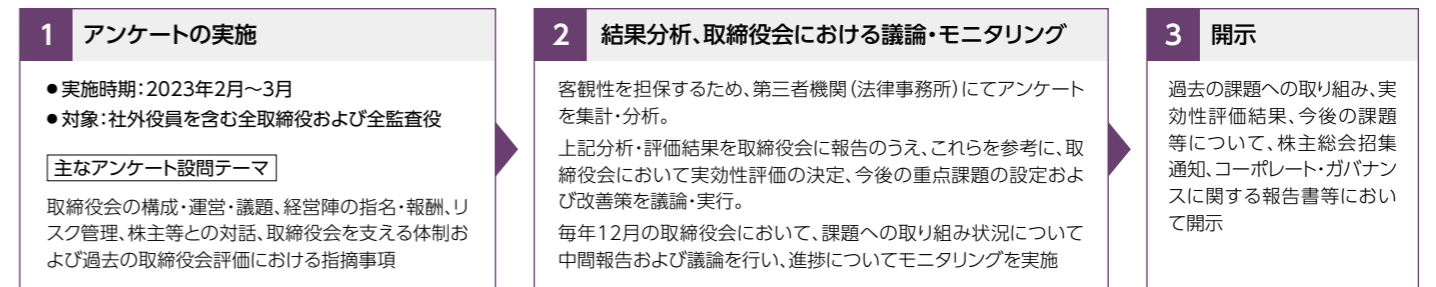 1 アンケートの実施
●実施時期:2023年2月～3月
●対象:社外役員を含む全取締役および全監査役
主なアンケート設問テーマ
取締役会の構成・運営・議題、経営陣の指名・報酬、リ
スク管理、株主等との対話、取締役会を支える体制お
よび過去の取締役会評価における指摘事項
2 結果分析、取締役会における議論・モニタリング
客観性を担保するため、第三者機関(法律事務所)にてアンケート
を集計・分析。
上記分析・評価結果を取締役会に報告のうえ、これらを参考に、取
締役会において実効性評価の決定、今後の重点課題の設定およ
び改善策を議論・実行。
毎年12月の取締役会において、課題への取り組み状況について
中間報告および議論を行い、進捗についてモニタリングを実施
3 開示
過去の課題への取り組み、実
効性評価結果、今後の課題
等について、株主総会招集
通知、コーポレート・ガバナン
スに関する報告書等におい
て開示